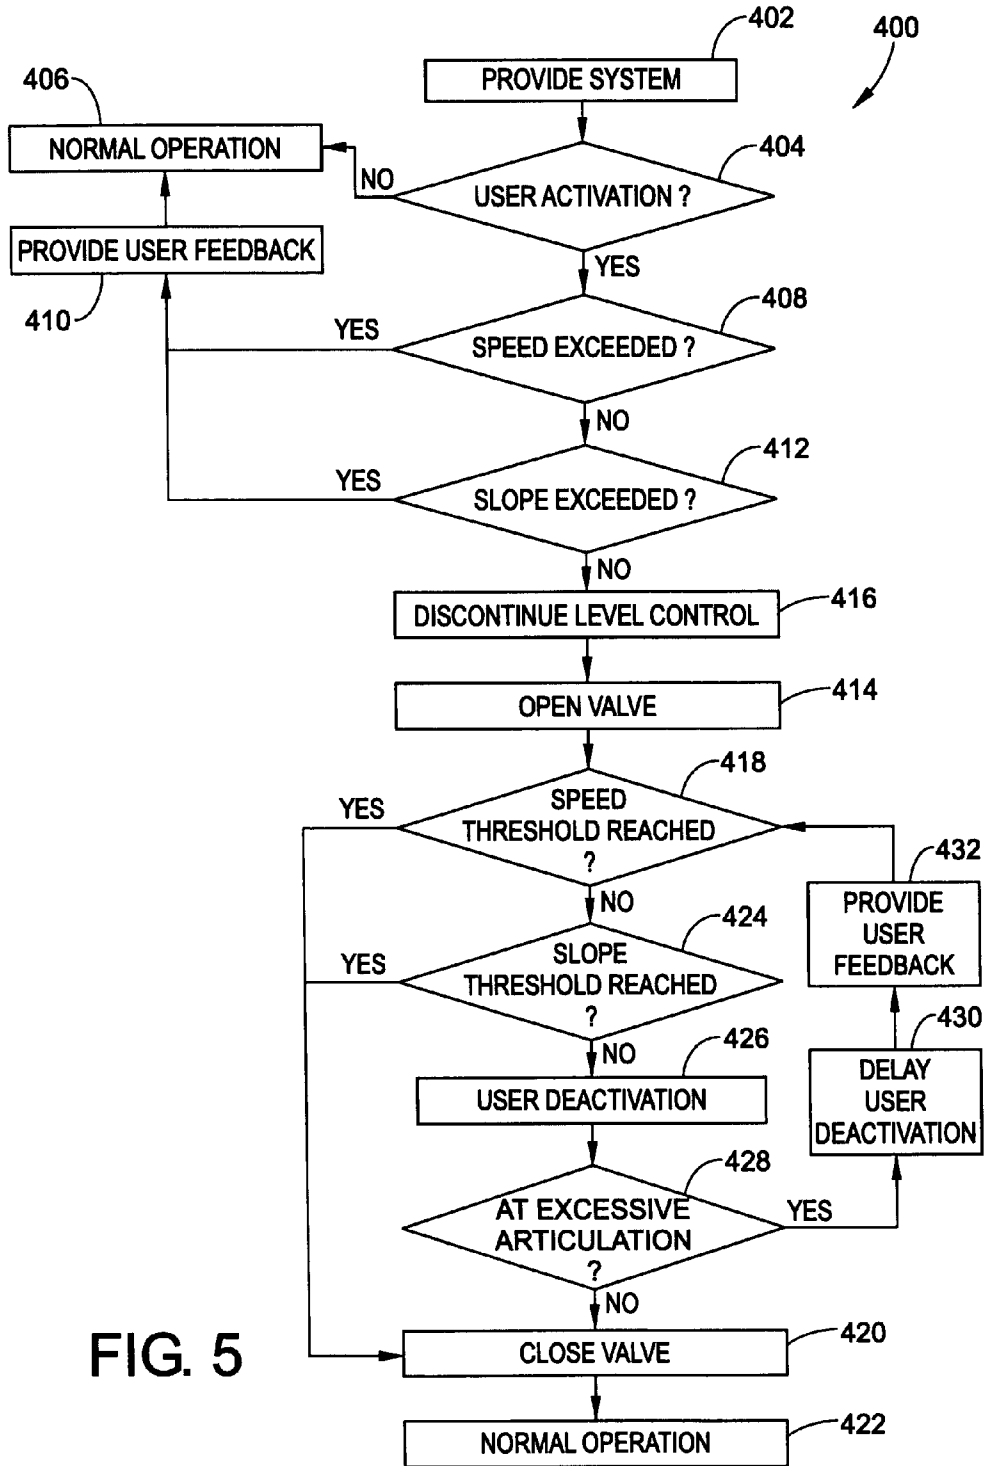 402
400
PROVIDE SYSTEM
406
NORMAL OPERATION
404
NO
USER ACTIVATION ?
PROVIDE USER FEEDBACK
410
YES
408
YES
SPEED EXCEEDED ?
NO
412
YES
SLOPE EXCEEDED ?
NO
416
DISCONTINUE LEVEL CONTROL
414
OPEN VALVE
418
YES
SPEED
THRESHOLD REACHED
?
NO
432
PROVIDE
USER
FEEDBACK
424
YES
SLOPE
THRESHOLD REACHED
?
NO
430
DELAY
USER
DEACTIVATION
426
USER DEACTIVATION
428
AT EXCESSIVE
ARTICULATION
?
YES
NO
420
CLOSE VALVE
FIG. 5
422
NORMAL OPERATION